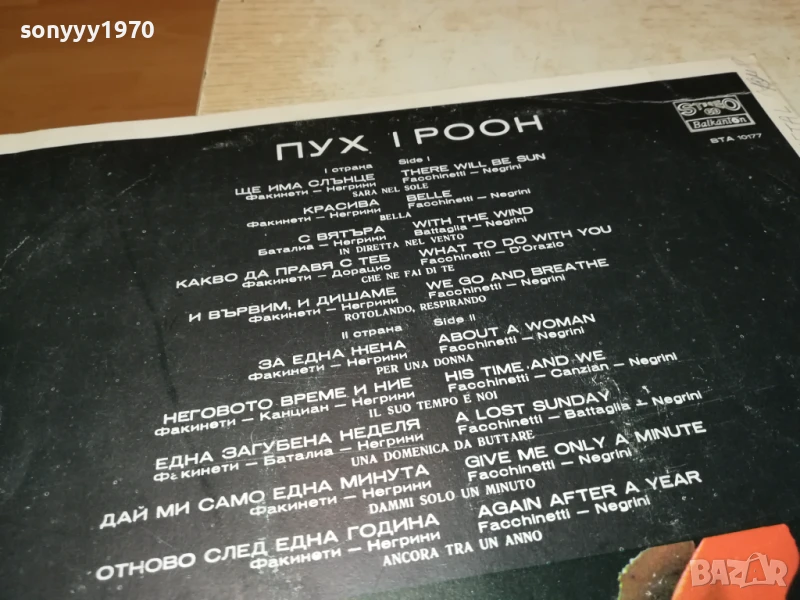 sonyyy1970
STEREO
Balkanton
BTA 10177
ПУХ | POOH
I страна Side I
ЩЕ ИМА СЛЪНЦЕ THERE WILL BE SUN
Факинети — Негрини Facchinetti — Negrini
SARA NEL SOLE
КРАСИВА BELLE
Факинети — Негрини Facchinetti — Negrini
BELLA
С ВЯТЪРА WITH THE WIND
Баталиа — Негрини Battaglia — Negrini
IN DIRETTA NEL VENTO
КАКВО ДА ПРАВЯ С ТЕБ WHAT TO DO WITH YOU
Факинети — Дорацио Facchinetti — D'Orazio
CHE NE FAI DI TE
И ВЪРВИМ, И ДИШАМЕ WE GO AND BREATHE
Факинети — Негрини Facchinetti — Negrini
ROTOLANDO, RESPIRANDO
II страна Side II
ЗА ЕДНА ЖЕНА ABOUT A WOMAN
Факинети — Негрини Facchinetti — Negrini
PER UNA DONNA
НЕГОВОТО ВРЕМЕ И НИЕ HIS TIME AND WE
Факинети — Канциан — Негрини Facchinetti — Canzian — Negrini
IL SUO TEMPO E NOI
ЕДНА ЗАГУБЕНА НЕДЕЛЯ A LOST SUNDAY
Факинети — Баталиа — Негрини Facchinetti — Battaglia — Negrini
UNA DOMENICA DA BUTTARE
ДАЙ МИ САМО ЕДНА МИНУТА GIVE ME ONLY A MINUTE
Факинети — Негрини Facchinetti — Negrini
DAMMI SOLO UN MINUTO
ОТНОВО СЛЕД ЕДНА ГОДИНА AGAIN AFTER A YEAR
Факинети — Негрини Facchinetti — Negrini
ANCORA TRA UN ANNO
BAZAR